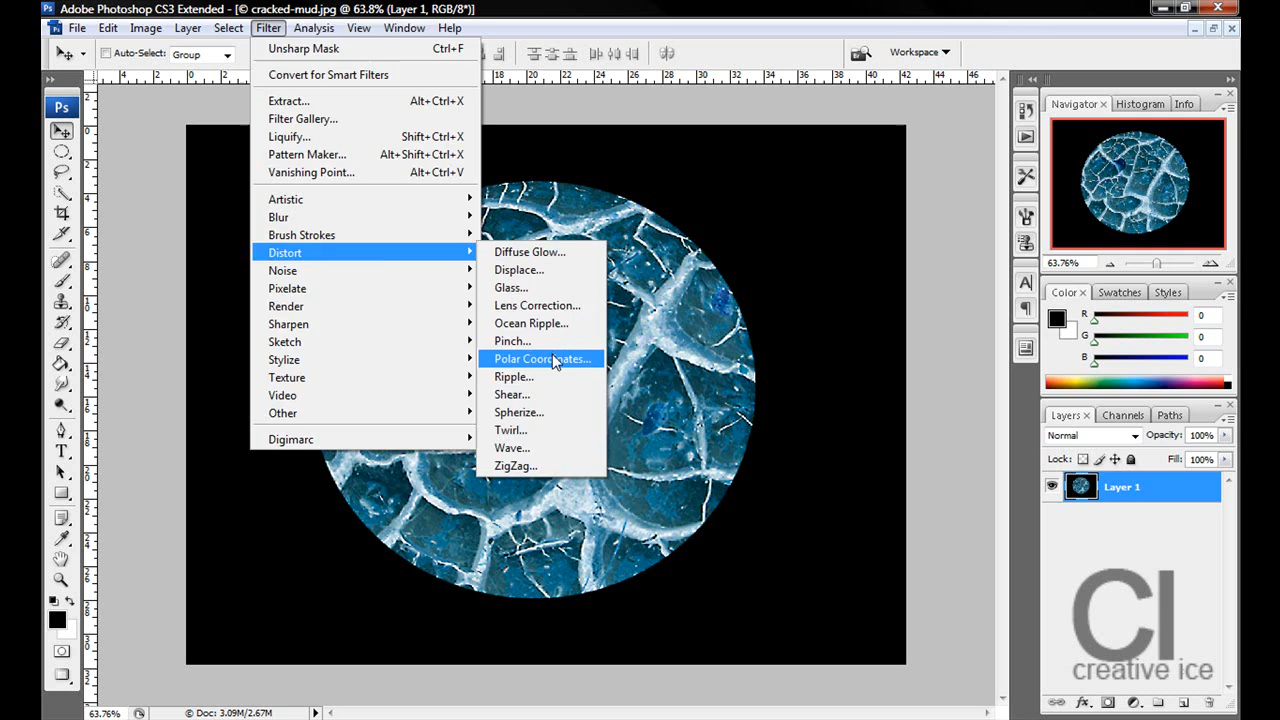 Adobe Photoshop CS3 Extended - [© cracked-mud.jpg @ 63.8% (Layer 1, RGB/8*)]
File Edit Image Layer Select Filter Analysis View Window Help
Auto-Select: Group
Workspace
Unsharp Mask Ctrl+F
Convert for Smart Filters
Extract... Alt+Ctrl+X
Filter Gallery...
Liquify... Shift+Ctrl+X
Pattern Maker... Alt+Shift+Ctrl+X
Vanishing Point... Alt+Ctrl+V
Artistic
Blur
Brush Strokes
Distort
Noise
Pixelate
Render
Sharpen
Sketch
Stylize
Texture
Video
Other
Digimarc
Diffuse Glow...
Displace...
Glass...
Lens Correction...
Ocean Ripple...
Pinch...
Polar Coordinates...
Ripple...
Shear...
Spherize...
Twirl...
Wave...
ZigZag...
Ps
Navigator Histogram Info
63.76%
Color Swatches Styles
R 0
G 0
B 0
Layers Channels Paths
Normal Opacity: 100%
Lock: Fill: 100%
Layer 1
CI
creative ice
63.76% © Doc: 3.09M/2.67M